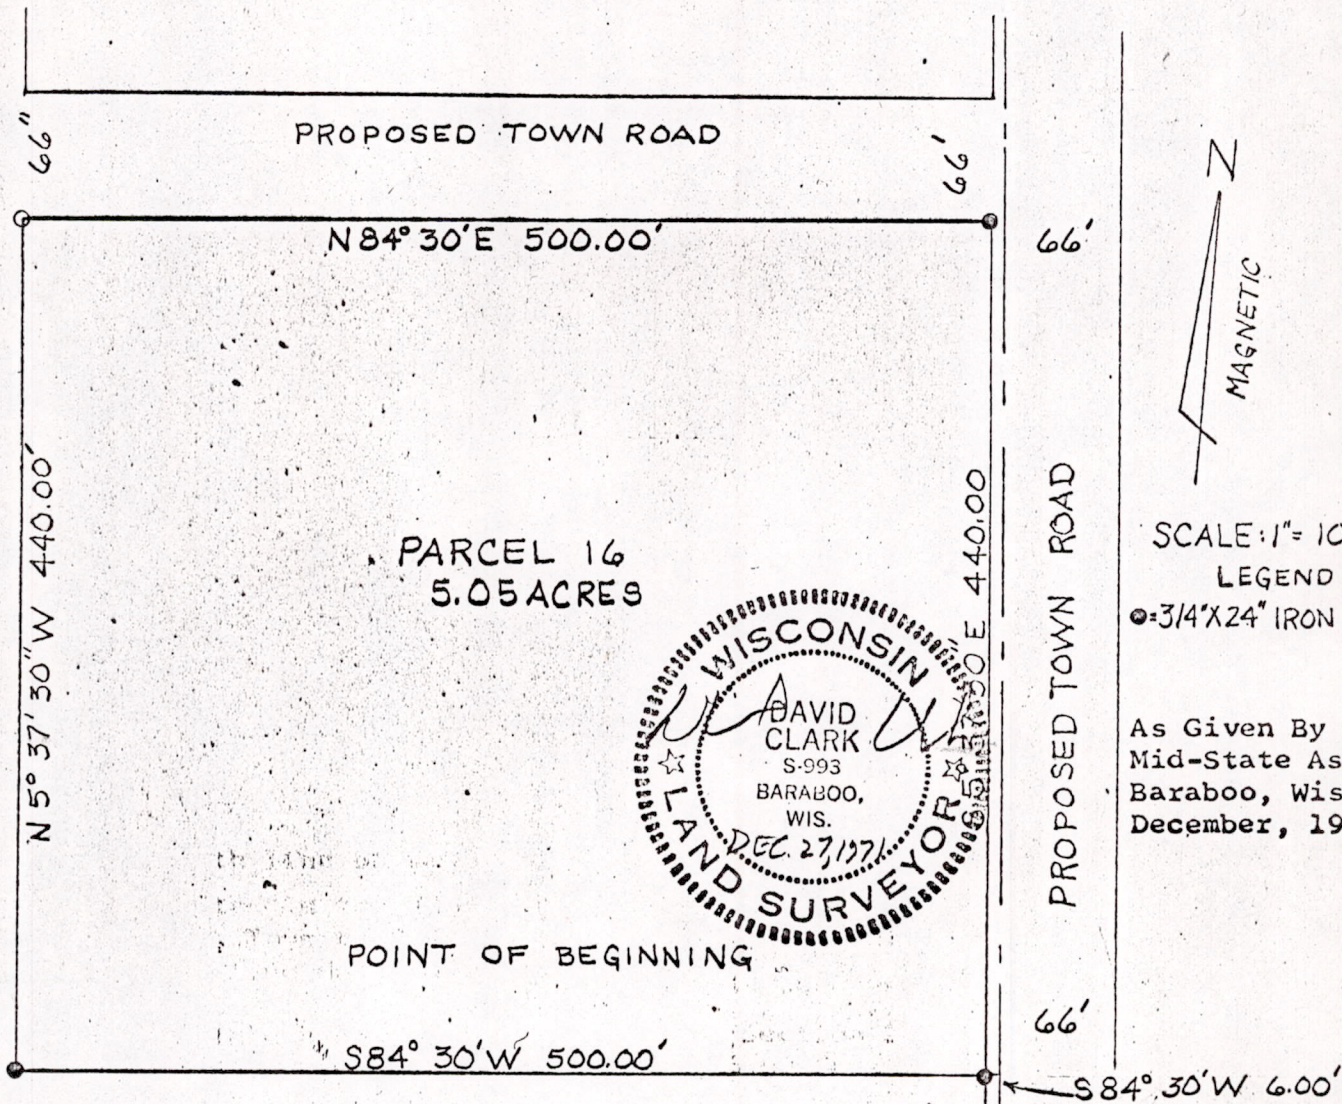 66"
PROPOSED TOWN ROAD
66'
N 84° 30' E 500.00'
66'
N 5° 37' 30" W 440.00'
MAGNETIC
PARCEL 16
5.05 ACRES
440.00
PROPOSED TOWN ROAD
SCALE: 1" = 10
LEGEND
=3/4"X24" IRON
WISCONSIN
DAVID
CLARK
S-993
BARABOO,
WIS.
DEC. 27, 1971
LAND SURVEYOR
As Given By
Mid-State As
Baraboo, Wis
December, 19
POINT OF BEGINNING
66'
S84° 30' W 500.00'
S 84° 30' W 6.00'